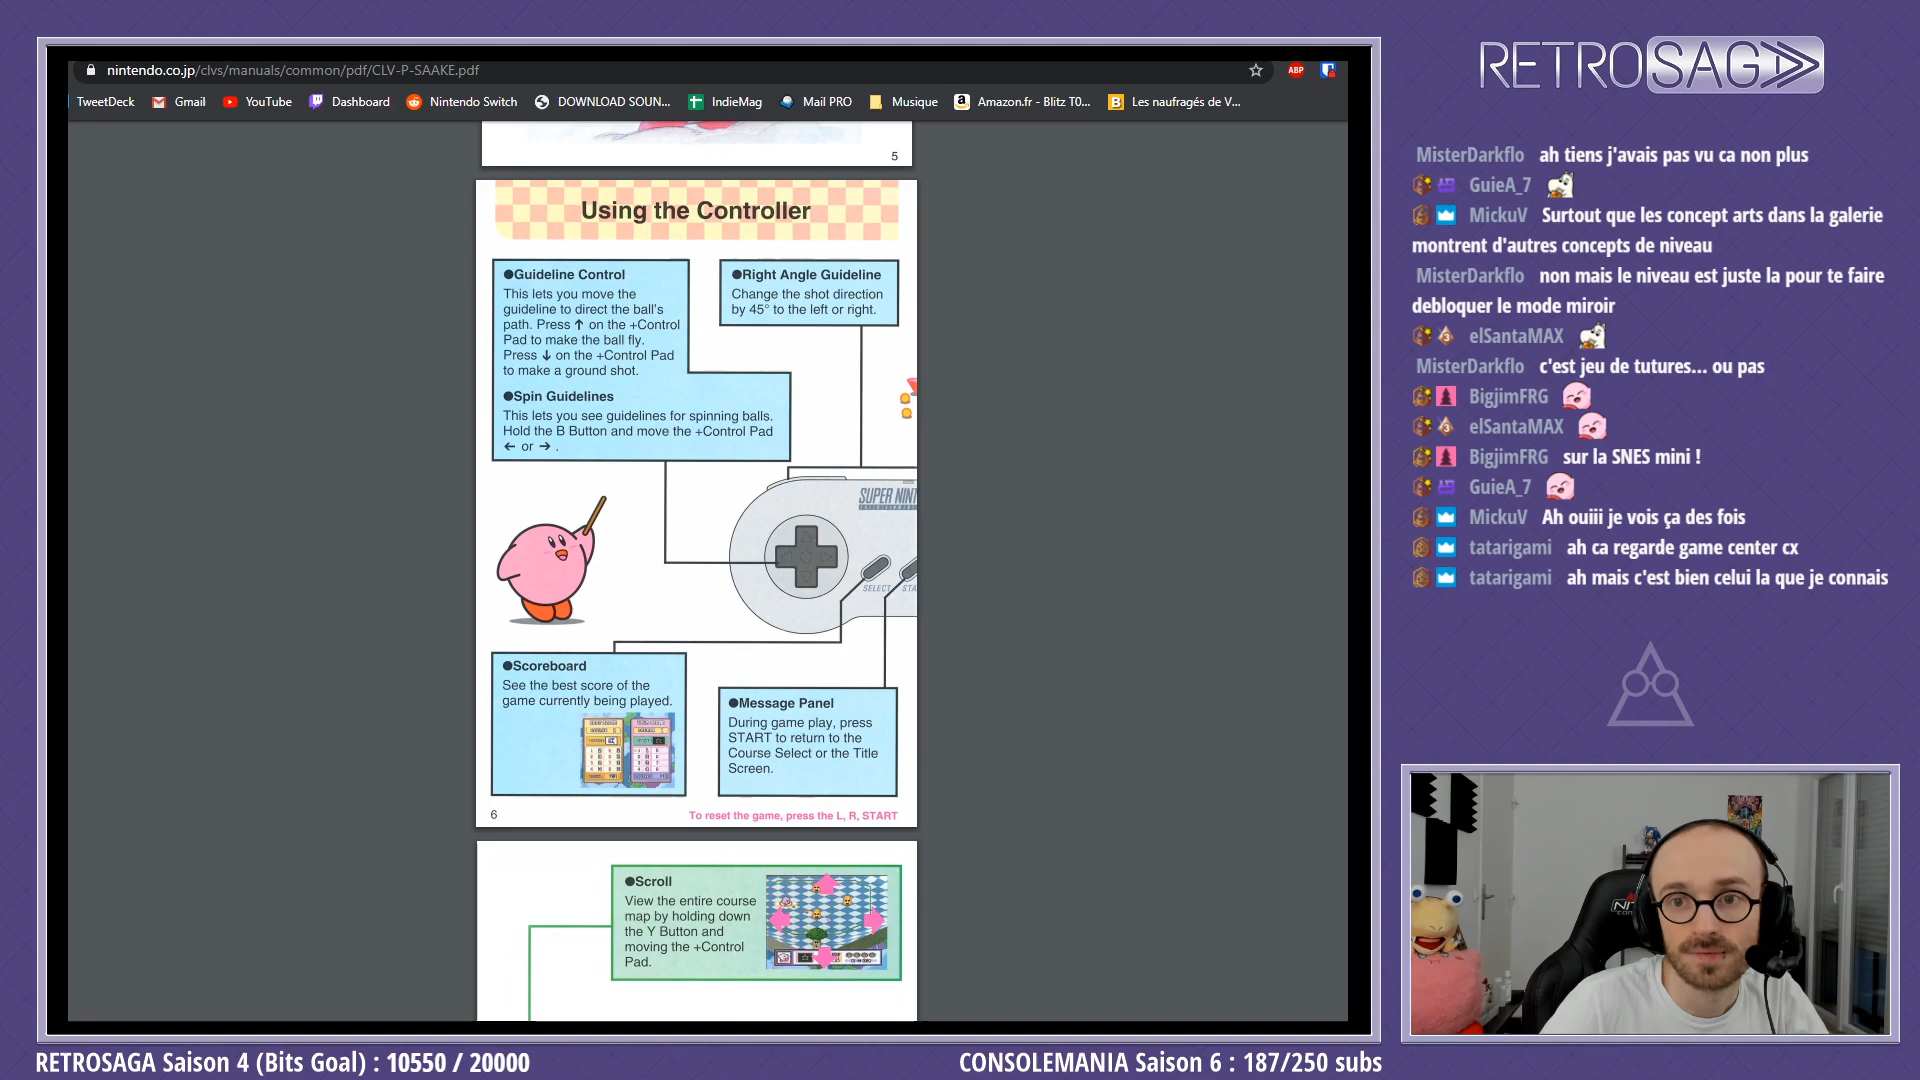 nintendo.co.jp/clvs/manuals/common/pdf/CLV-P-SAAKE.pdf
ABP
TweetDeck Gmail YouTube Dashboard Nintendo Switch DOWNLOAD SOUN... IndieMag Mail PRO Musique Amazon.fr - Blitz T0... Les naufragés de V...
5
Using the Controller
●Guideline Control
This lets you move the
guideline to direct the ball's
path. Press ↑ on the +Control
Pad to make the ball fly.
Press ↓ on the +Control Pad
to make a ground shot.
●Spin Guidelines
This lets you see guidelines for spinning balls.
Hold the B Button and move the +Control Pad
← or → .
●Right Angle Guideline
Change the shot direction
by 45° to the left or right.
SUPER NIN
SELECT STA
●Scoreboard
See the best score of the
game currently being played.
●Message Panel
During game play, press
START to return to the
Course Select or the Title
Screen.
6
To reset the game, press the L, R, START
●Scroll
View the entire course
map by holding down
the Y Button and
moving the +Control
Pad.
RETROSAGA
MisterDarkflo ah tiens j'avais pas vu ca non plus
GuieA_7
MickuV Surtout que les concept arts dans la galerie
montrent d'autres concepts de niveau
MisterDarkflo non mais le niveau est juste la pour te faire
debloquer le mode miroir
elSantaMAX
MisterDarkflo c'est jeu de tutures... ou pas
BigjimFRG
elSantaMAX
BigjimFRG sur la SNES mini !
GuieA_7
MickuV Ah ouiii je vois ça des fois
tatarigami ah ca regarde game center cx
tatarigami ah mais c'est bien celui la que je connais
RETROSAGA Saison 4 (Bits Goal) : 10550 / 20000
CONSOLEMANIA Saison 6 : 187/250 subs